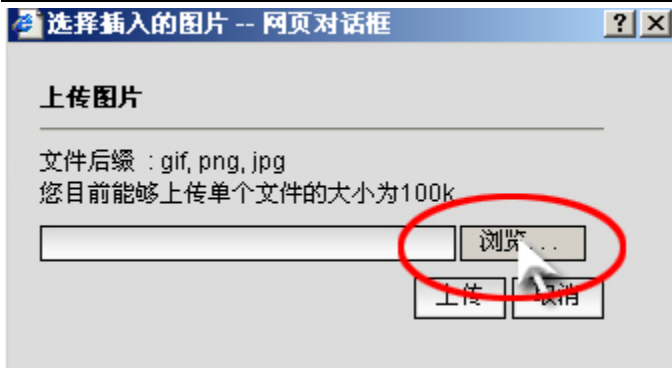 选择插入的图片 -- 网页对话框
上传图片
文件后缀 : gif, png, jpg
您目前能够上传单个文件的大小为100k
浏览...
上传 取消